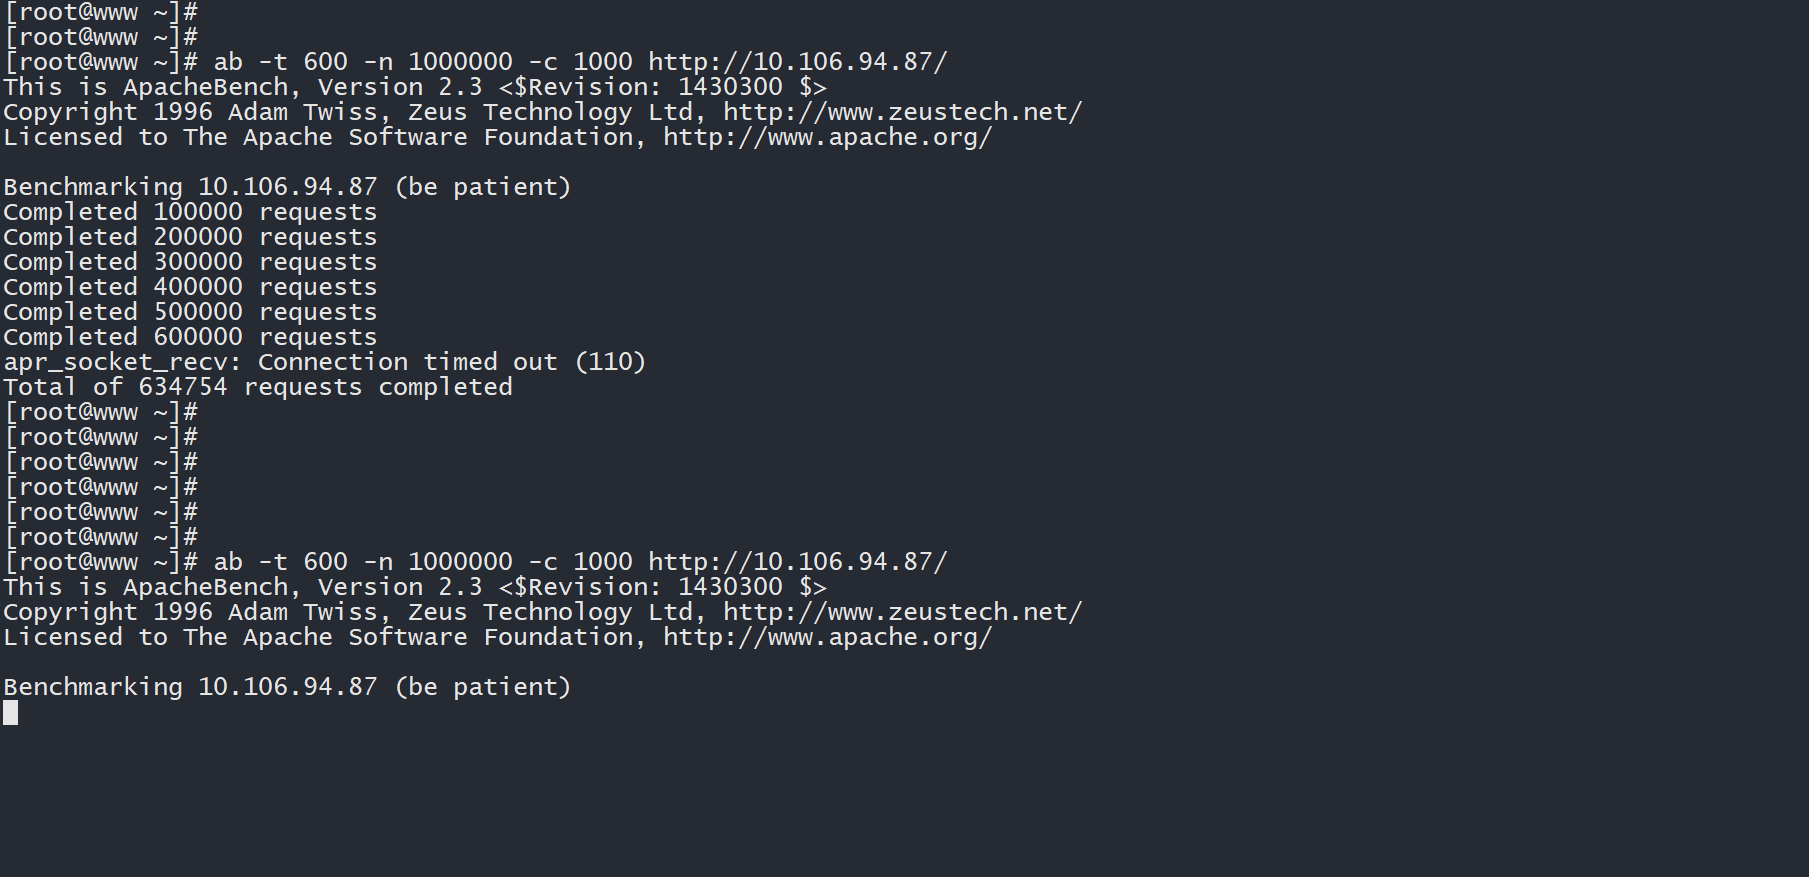 [root@www ~]#
[root@www ~]#
[root@www ~]# ab -t 600 -n 1000000 -c 1000 http://10.106.94.87/
This is ApacheBench, Version 2.3 <$Revision: 1430300 $>
Copyright 1996 Adam Twiss, Zeus Technology Ltd, http://www.zeustech.net/
Licensed to The Apache Software Foundation, http://www.apache.org/

Benchmarking 10.106.94.87 (be patient)
Completed 100000 requests
Completed 200000 requests
Completed 300000 requests
Completed 400000 requests
Completed 500000 requests
Completed 600000 requests
apr_socket_recv: Connection timed out (110)
Total of 634754 requests completed
[root@www ~]#
[root@www ~]#
[root@www ~]#
[root@www ~]#
[root@www ~]#
[root@www ~]#
[root@www ~]# ab -t 600 -n 1000000 -c 1000 http://10.106.94.87/
This is ApacheBench, Version 2.3 <$Revision: 1430300 $>
Copyright 1996 Adam Twiss, Zeus Technology Ltd, http://www.zeustech.net/
Licensed to The Apache Software Foundation, http://www.apache.org/

Benchmarking 10.106.94.87 (be patient)